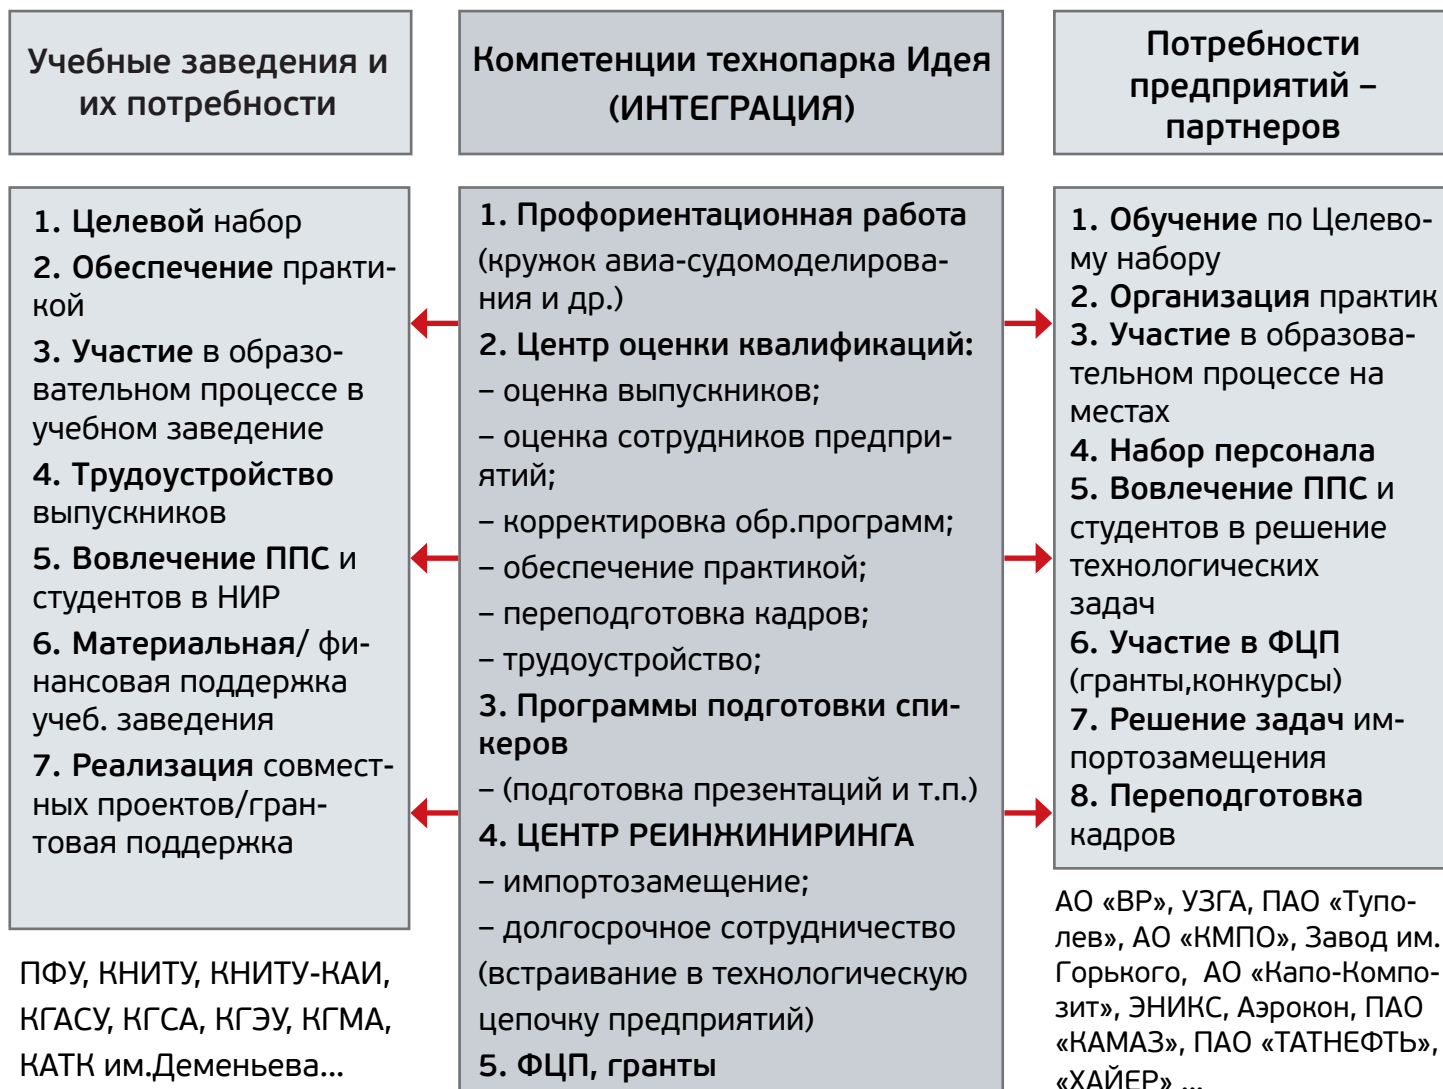 Учебные заведения и
их потребности
Компетенции технопарка Идея
(ИНТЕГРАЦИЯ)
Потребности
предприятий –
партнеров
1. Целевой набор
2. Обеспечение практи-
кой
3. Участие в образо-
вательном процессе в
учебном заведение
4. Трудоустройство
выпускников
5. Вовлечение ППС и
студентов в НИР
6. Материальная/ фи-
нансовая поддержка
учеб. заведения
7. Реализация совмест-
ных проектов/гран-
товая поддержка
ПФУ, КНИТУ, КНИТУ-КАИ,
КГАСУ, КГСА, КГЭУ, КГМА,
КАТК им.Деменьева...
1. Профориентационная работа
(кружок авиа-судомоделирова-
ния и др.)
2. Центр оценки квалификаций:
– оценка выпускников;
– оценка сотрудников предпри-
ятий;
– корректировка обр.программ;
– обеспечение практикой;
– переподготовка кадров;
– трудоустройство;
3. Программы подготовки спи-
керов
– (подготовка презентаций и т.п.)
4. ЦЕНТР РЕИНЖИНИРИНГА
– импортозамещение;
– долгосрочное сотрудничество
(встраивание в технологическую
цепочку предприятий)
5. ФЦП, гранты
1. Обучение по Целево-
му набору
2. Организация практик
3. Участие в образова-
тельном процессе на
местах
4. Набор персонала
5. Вовлечение ППС и
студентов в решение
технологических
задач
6. Участие в ФЦП
(гранты,конкурсы)
7. Решение задач им-
портозамещения
8. Переподготовка
кадров
АО «ВР», УЗГА, ПАО «Тупо-
лев», АО «КМПО», Завод им.
Горького, АО «Капо-Компо-
зит», ЭНИКС, Аэрокон, ПАО
«КАМАЗ», ПАО «ТАТНЕФТЬ»,
«ХАЙЕР» ...